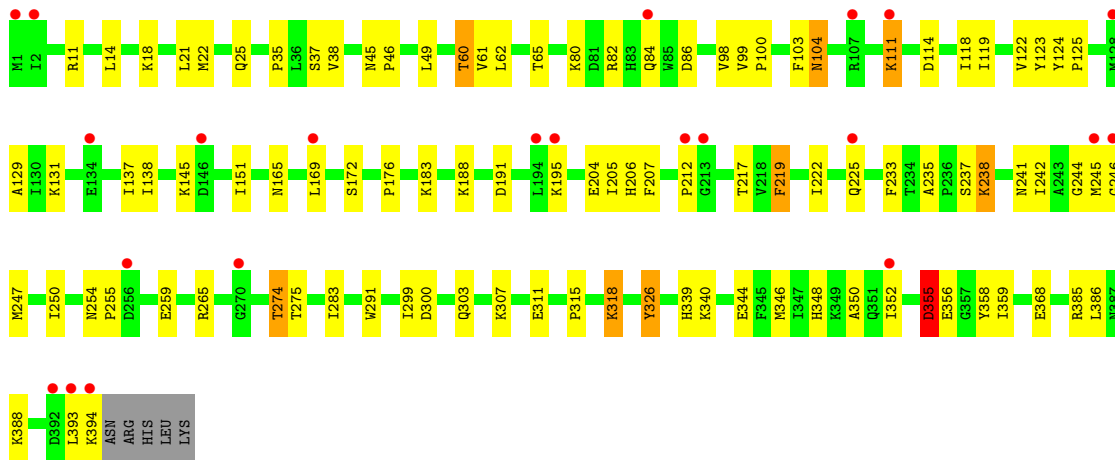 M1 I2 R11 L14 K18 L21 M22 Q25 P35 L36 S37 V38 N45 P46 L49 T60 V61 L62 T65 K80 D81 R82 H83 Q84 W85 D86 V98 V99 P100 F103 N104 R107 K111 D114 I118 I119 V122 Y123 Y124 P125 M128
A129 I130 K131 E134 I137 I138 K145 D146 I151 N165 L169 S172 P176 K183 K188 D191 L194 K195 E204 I205 H206 F207 P212 G213 T217 V218 F219 I222 Q225 F233 T234 A235 P236 S237 K238 N241 I242 A243 G244 M245 G246
M247 I250 N254 P255 D256 E259 R265 G270 T274 T275 I283 W291 I299 D300 Q303 K307 E311 P315 K318 Y326 H339 K340 E344 F345 M346 I347 H348 K349 A350 Q351 I352 D355 E356 G357 Y358 I359 E368 R385 L386 N387
K388 D392 L393 K394 ASN ARG HIS LEU LYS